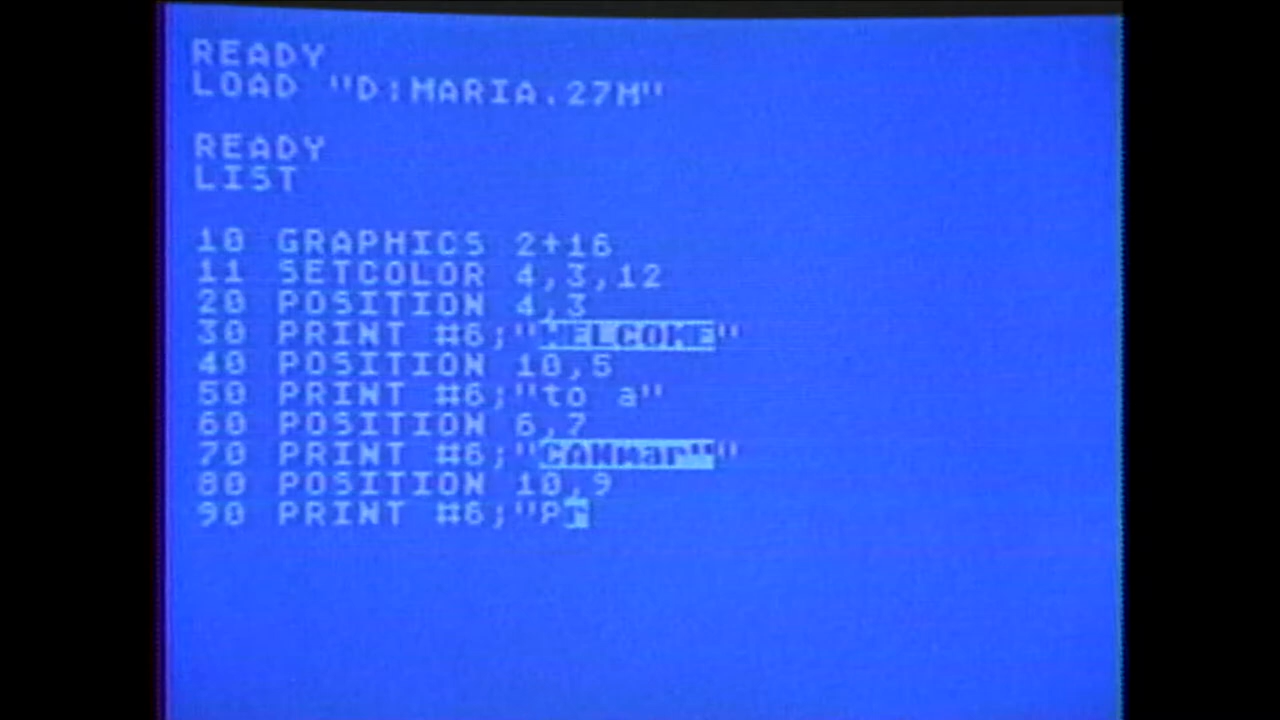 READY
LOAD "D:MARIA.27M"
READY
LIST
10 GRAPHICS 2+16
11 SETCOLOR 4,3,12
20 POSITION 4,3
30 PRINT #6;"WELCOME"
40 POSITION 10,5
50 PRINT #6;"to a"
60 POSITION 6,7
70 PRINT #6;"CANmar""
80 POSITION 10,9
90 PRINT #6;"Pr